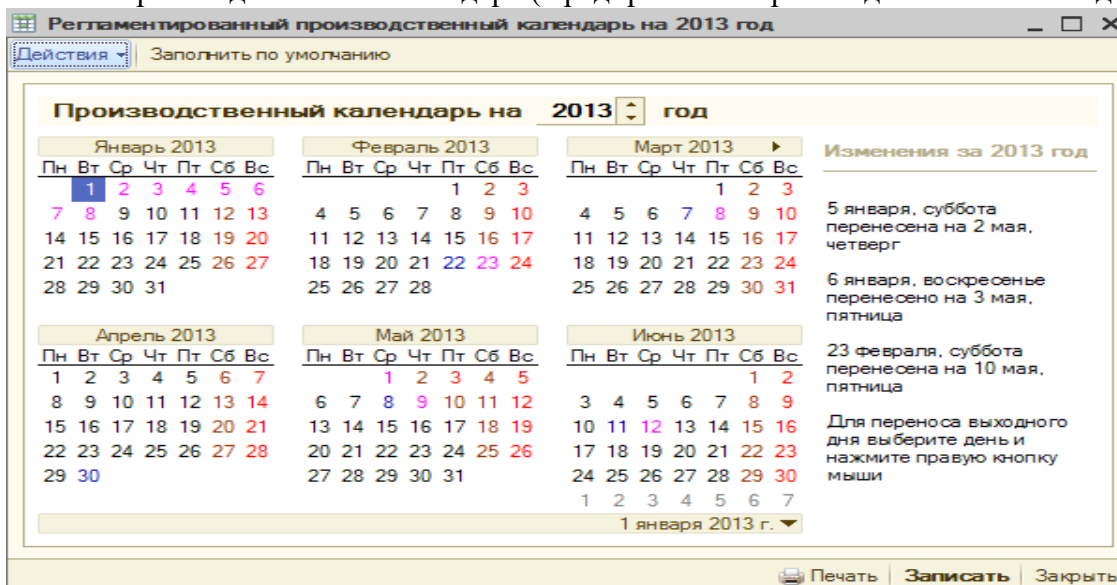 Регламентированный производственный календарь на 2013 год
Действия Заполнить по умолчанию
Производственный календарь на 2013 год
Январь 2013 Февраль 2013 Март 2013
Пн Вт Ср Чт Пт Сб Вс Пн Вт Ср Чт Пт Сб Вс Пн Вт Ср Чт Пт Сб Вс
1 2 3 4 5 6 1 2 3 1 2 3
7 8 9 10 11 12 13 4 5 6 7 8 9 10 4 5 6 7 8 9 10
14 15 16 17 18 19 20 11 12 13 14 15 16 17 11 12 13 14 15 16 17
21 22 23 24 25 26 27 18 19 20 21 22 23 24 18 19 20 21 22 23 24
28 29 30 31 25 26 27 28 25 26 27 28 29 30 31
Апрель 2013 Май 2013 Июнь 2013
Пн Вт Ср Чт Пт Сб Вс Пн Вт Ср Чт Пт Сб Вс Пн Вт Ср Чт Пт Сб Вс
1 2 3 4 5 6 7 1 2 3 4 5 1 2
8 9 10 11 12 13 14 6 7 8 9 10 11 12 3 4 5 6 7 8 9
15 16 17 18 19 20 21 13 14 15 16 17 18 19 10 11 12 13 14 15 16
22 23 24 25 26 27 28 20 21 22 23 24 25 26 17 18 19 20 21 22 23
29 30 27 28 29 30 31 24 25 26 27 28 29 30
1 2 3 4 5 6 7
1 января 2013 г.
Изменения за 2013 год
5 января, суббота
перенесена на 2 мая,
четверг
6 января, воскресенье
перенесено на 3 мая,
пятница
23 февраля, суббота
перенесена на 10 мая,
пятница
Для переноса выходного
дня выберите день и
нажмите правую кнопку
мыши
Печать Записать Закрыть